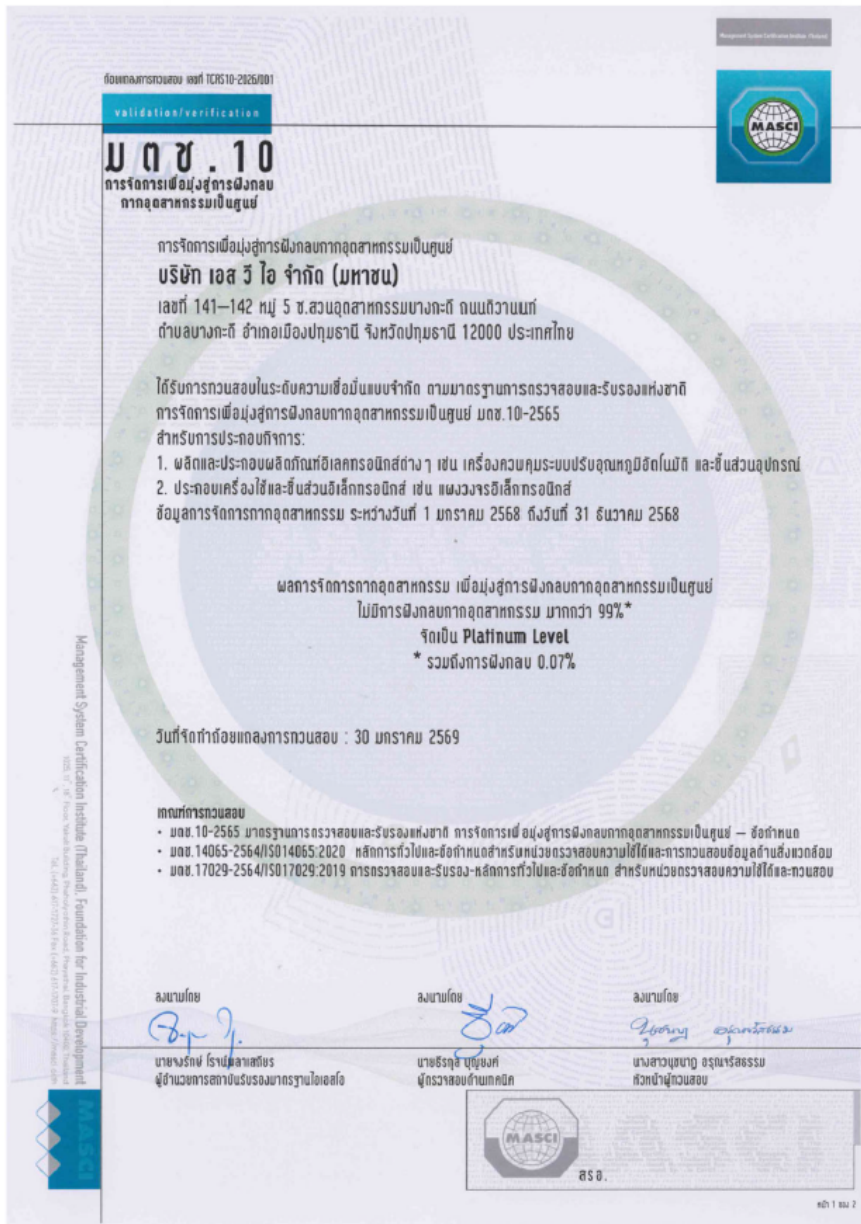 Management System Certification Institute (Thailand)
ถ้อยแถลงการทวนสอบ เลขที่ TCRS10-2026/001
validation/verification
MASCI
มตช.10
การจัดการเพื่อมุ่งสู่การฝังกลบ
กากอุตสาหกรรมเป็นศูนย์
การจัดการเพื่อมุ่งสู่การฝังกลบกากอุตสาหกรรมเป็นศูนย์
บริษัท เอส วี ไอ จำกัด (มหาชน)
เลขที่ 141–142 หมู่ 5 ซ.สวนอุตสาหกรรมบางกะดี ถนนติวานนท์
ตำบลบางกะดี อำเภอเมืองปทุมธานี จังหวัดปทุมธานี 12000 ประเทศไทย
ได้รับการทวนสอบในระดับความเชื่อมั่นแบบจำกัด ตามมาตรฐานการตรวจสอบและรับรองแห่งชาติ
การจัดการเพื่อมุ่งสู่การฝังกลบกากอุตสาหกรรมเป็นศูนย์ มตช.10-2565
สำหรับการประกอบกิจการ:
1. ผลิตและประกอบผลิตภัณฑ์อิเลคทรอนิกส์ต่างๆ เช่น เครื่องควบคุมระบบปรับอุณหภูมิอัตโนมัติ และชิ้นส่วนอุปกรณ์
2. ประกอบเครื่องใช้และชิ้นส่วนอิเล็กทรอนิกส์ เช่น แผงวงจรอิเล็กทรอนิกส์
ข้อมูลการจัดการกากอุตสาหกรรม ระหว่างวันที่ 1 มกราคม 2568 ถึงวันที่ 31 ธันวาคม 2568
ผลการจัดการกากอุตสาหกรรม เพื่อมุ่งสู่การฝังกลบกากอุตสาหกรรมเป็นศูนย์
ไม่มีการฝังกลบกากอุตสาหกรรม มากกว่า 99%*
จัดเป็น Platinum Level
* รวมถึงการฝังกลบ 0.07%
วันที่จัดทำถ้อยแถลงการทวนสอบ : 30 มกราคม 2569
เกณฑ์การทวนสอบ
• มตช.10-2565 มาตรฐานการตรวจสอบและรับรองแห่งชาติ การจัดการเพื่อมุ่งสู่การฝังกลบกากอุตสาหกรรมเป็นศูนย์ – ข้อกำหนด
• มตช.14065-2564/ISO14065:2020 หลักการทั่วไปและข้อกำหนดสำหรับหน่วยตรวจสอบความใช้ได้และการทวนสอบข้อมูลด้านสิ่งแวดล้อม
• มตช.17029-2564/ISO17029:2019 การตรวจสอบและรับรอง-หลักการทั่วไปและข้อกำหนด สำหรับหน่วยตรวจสอบความใช้ได้และทวนสอบ
Management System Certification Institute (Thailand), Foundation for Industrial Development
ลงนามโดย
ลงนามโดย
ลงนามโดย
ผู้อำนวยการสถาบันรับรองมาตรฐานไอเอสโอ
นายธีรกุล บุญยงค์
ผู้ตรวจสอบด้านเทคนิค
นางสาวนุชนาฎ อรุณจรัสธรรม
หัวหน้าผู้ทวนสอบ
MASCI
MASCI
สรอ.
หน้า 1 ของ 2